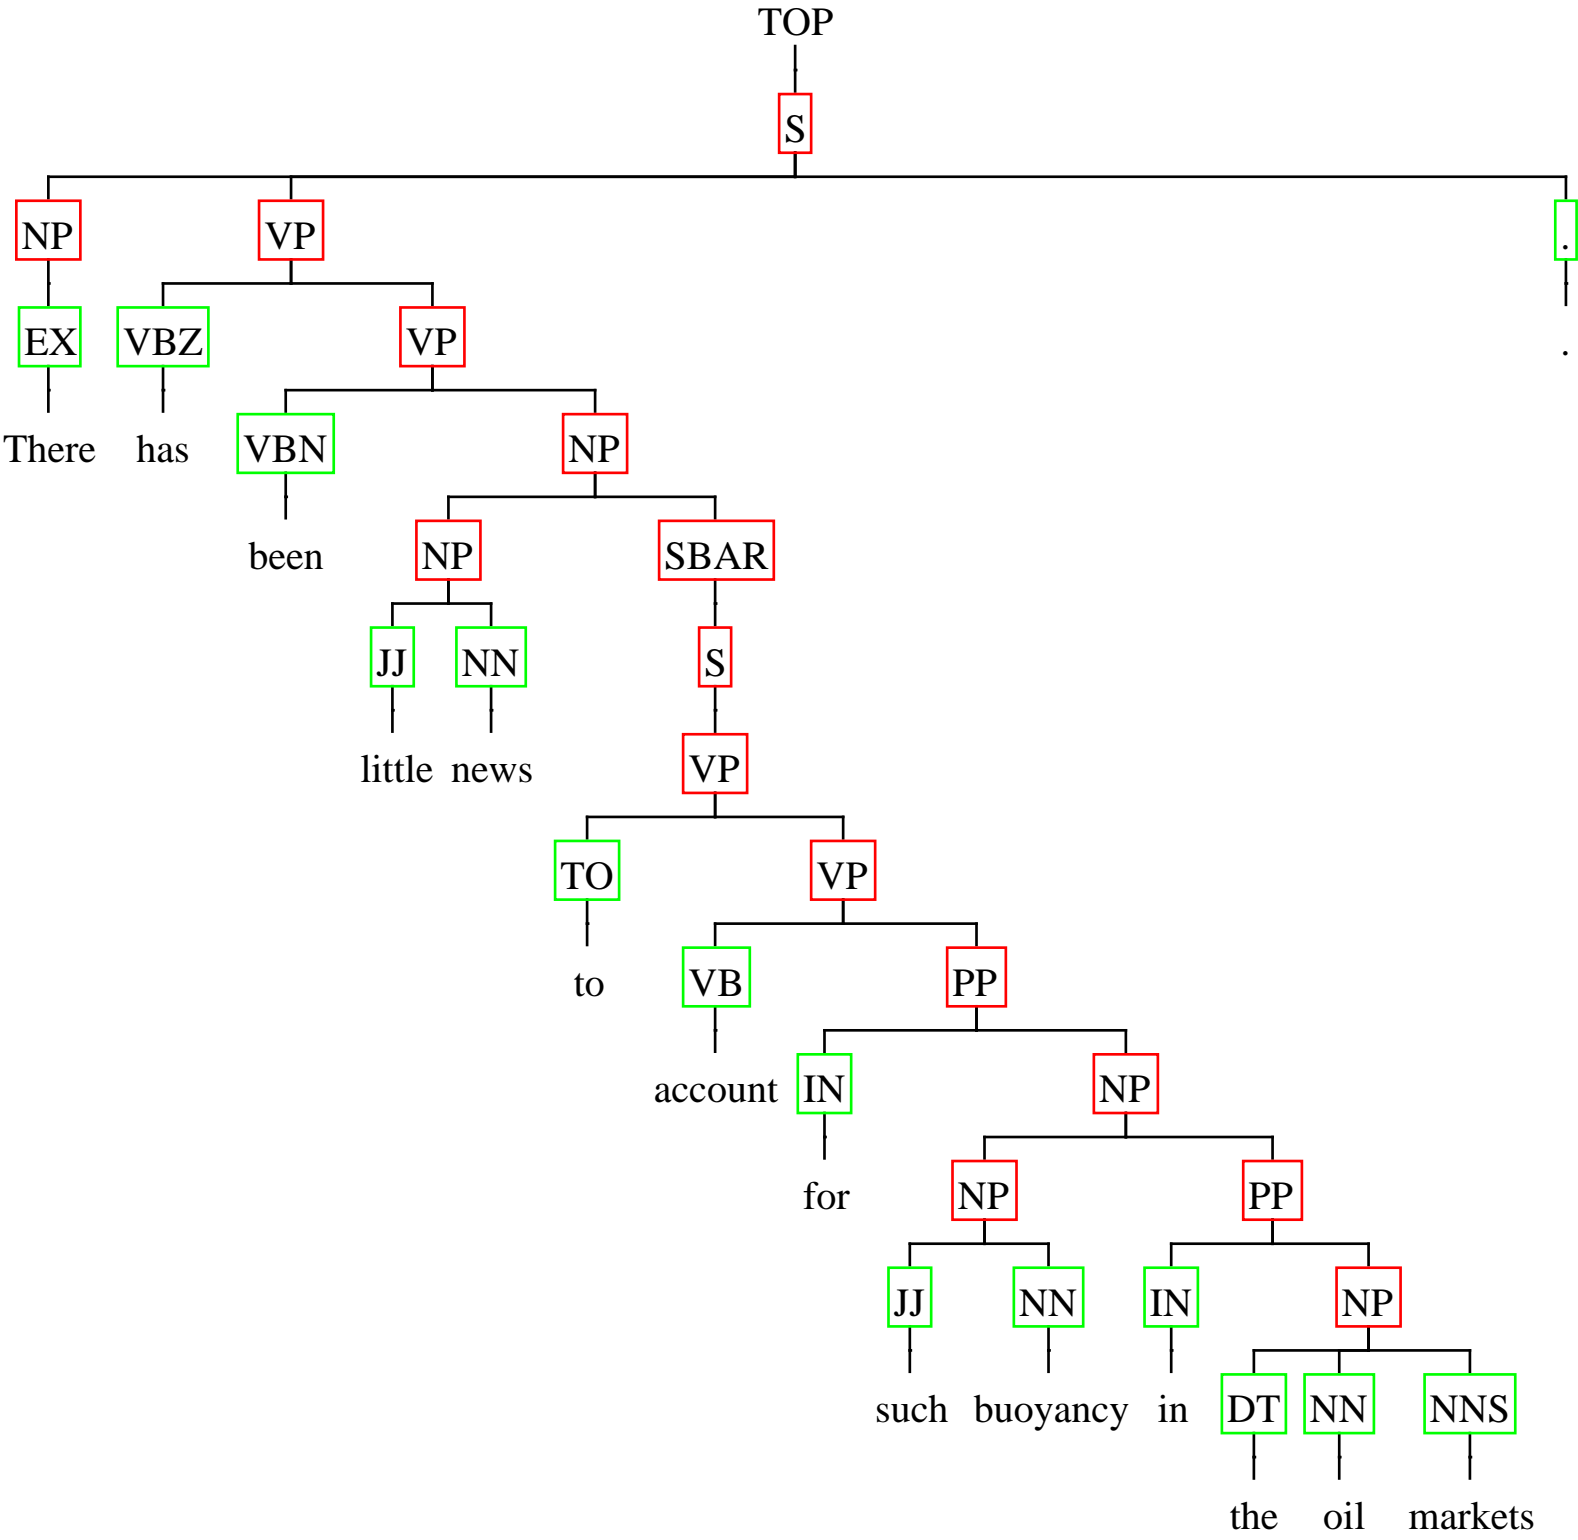 TOP
S
NP VP .
EX VBZ VP .
There has VBN NP
been NP SBAR
JJ NN S
little news VP
TO VP
to VB PP
account IN NP
for NP PP
JJ NN IN NP
such buoyancy in DT NN NNS
the oil markets